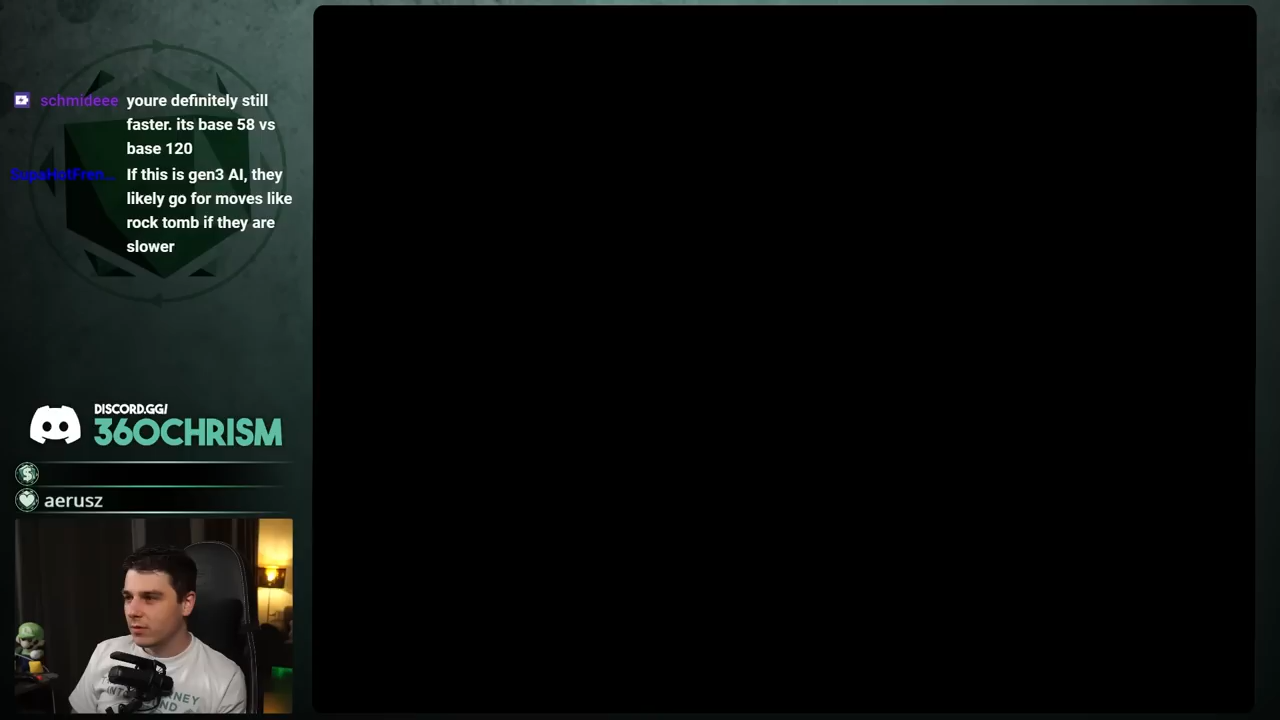 schmideee youre definitely still
faster. its base 58 vs
base 120
SupaHotFren... If this is gen3 AI, they
likely go for moves like
rock tomb if they are
slower
DISCORD.GG/
360CHRISM
aerusz